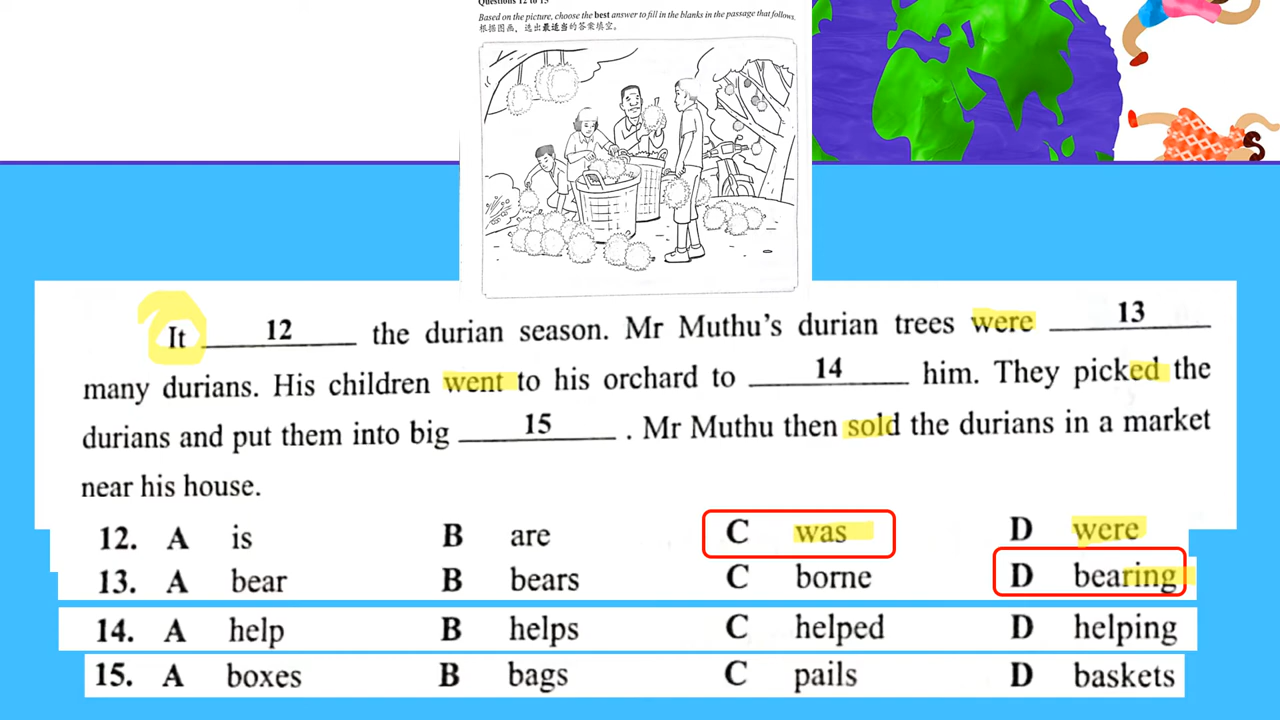 Questions 12 to 15
Based on the picture, choose the best answer to fill in the blanks in the passage that follows.
根据图画，选出最适当的答案填空。
It 12 the durian season. Mr Muthu's durian trees were 13
many durians. His children went to his orchard to 14 him. They picked the
durians and put them into big 15 . Mr Muthu then sold the durians in a market
near his house.
12. A is B are C was D were
13. A bear B bears C borne D bearing
14. A help B helps C helped D helping
15. A boxes B bags C pails D baskets